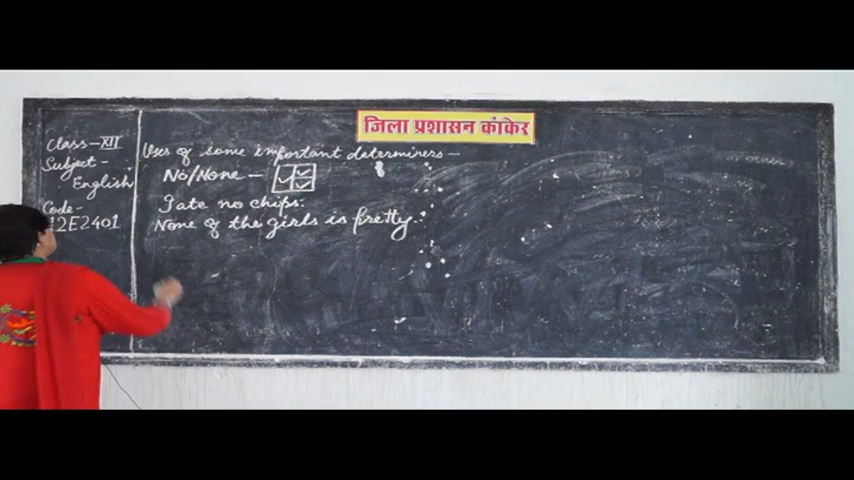 जिला प्रशासन कांकेर
Class-XII
Subject-
English
Code-
12E2401
Uses of some important determiners-
No/None-
I ate no chips.
None of the girls is pretty.